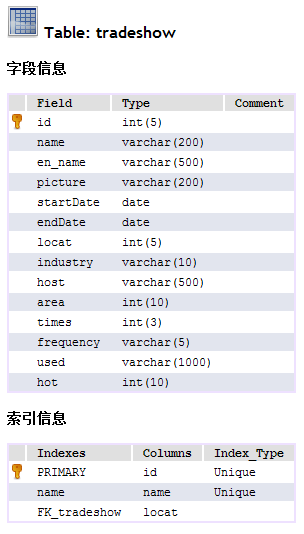 Table: tradeshow
字段信息
Field Type Comment
id int(5)
name varchar(200)
en_name varchar(500)
picture varchar(200)
startDate date
endDate date
locat int(5)
industry varchar(10)
host varchar(500)
area int(10)
times int(3)
frequency varchar(5)
used varchar(1000)
hot int(10)
索引信息
Indexes Columns Index_Type
PRIMARY id Unique
name name Unique
FK_tradeshow locat